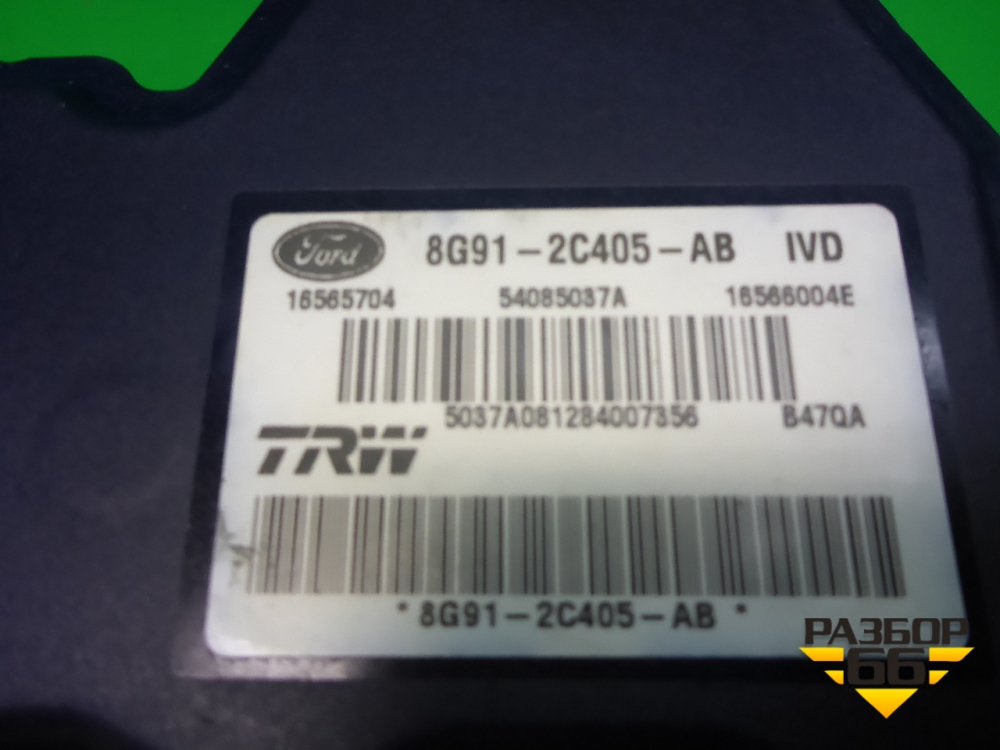 Ford 8G91-2C405-AB IVD
16565704 54085037A 16566004E
5037A081284007356 B47QA
TRW
* 8G91-2C405-AB *
РАЗБОР
66